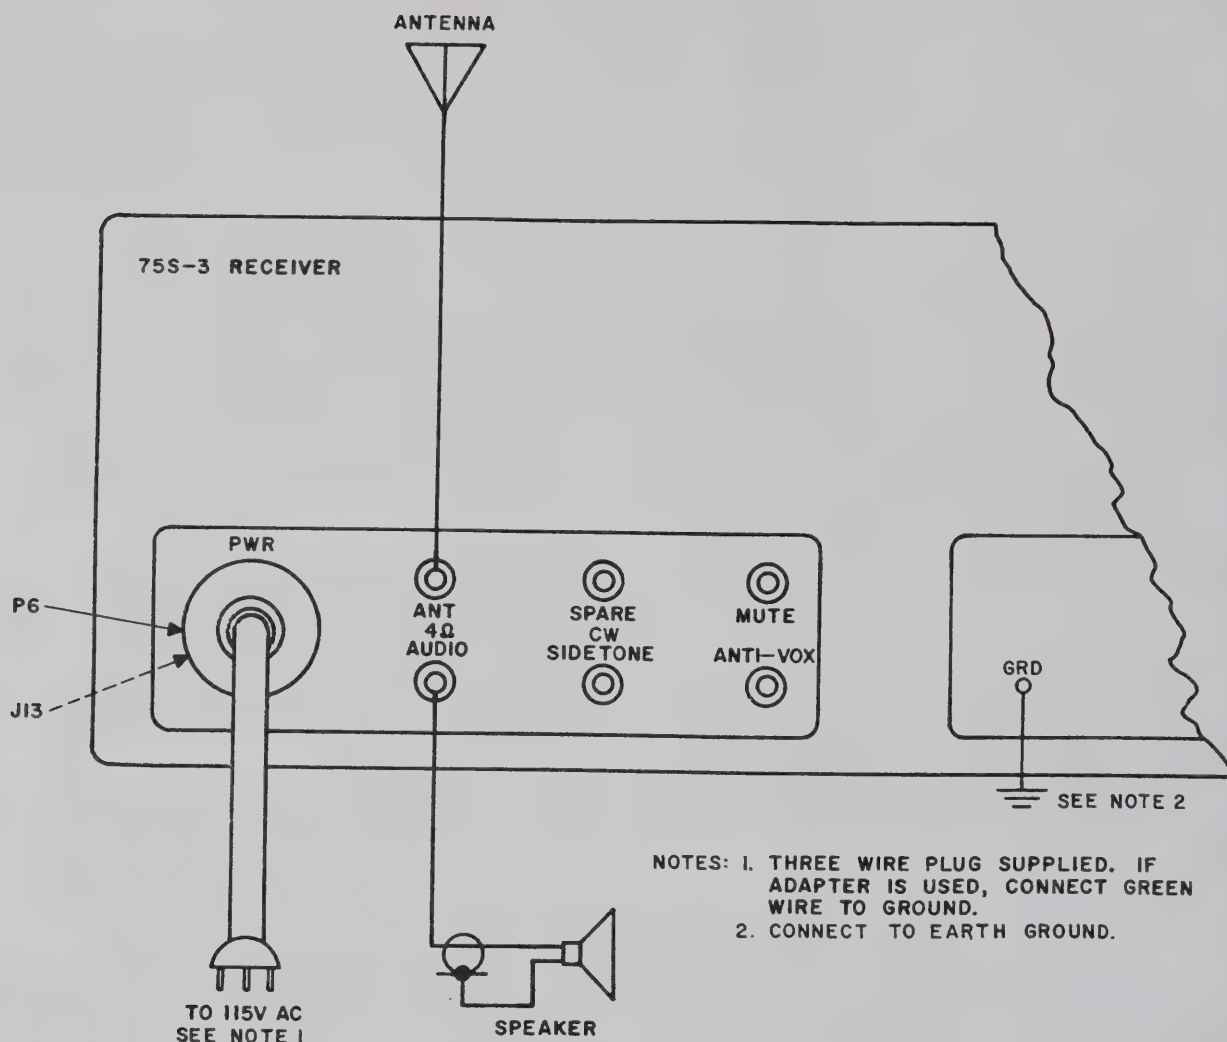 ANTENNA
75S-3 RECEIVER
PWR
P6
J13
ANT
4Ω
AUDIO
SPARE
CW
SIDETONE
MUTE
ANTI-VOX
GRD
SEE NOTE 2
NOTES: 1. THREE WIRE PLUG SUPPLIED. IF
ADAPTER IS USED, CONNECT GREEN
WIRE TO GROUND.
2. CONNECT TO EARTH GROUND.
TO 115V AC
SEE NOTE 1
SPEAKER